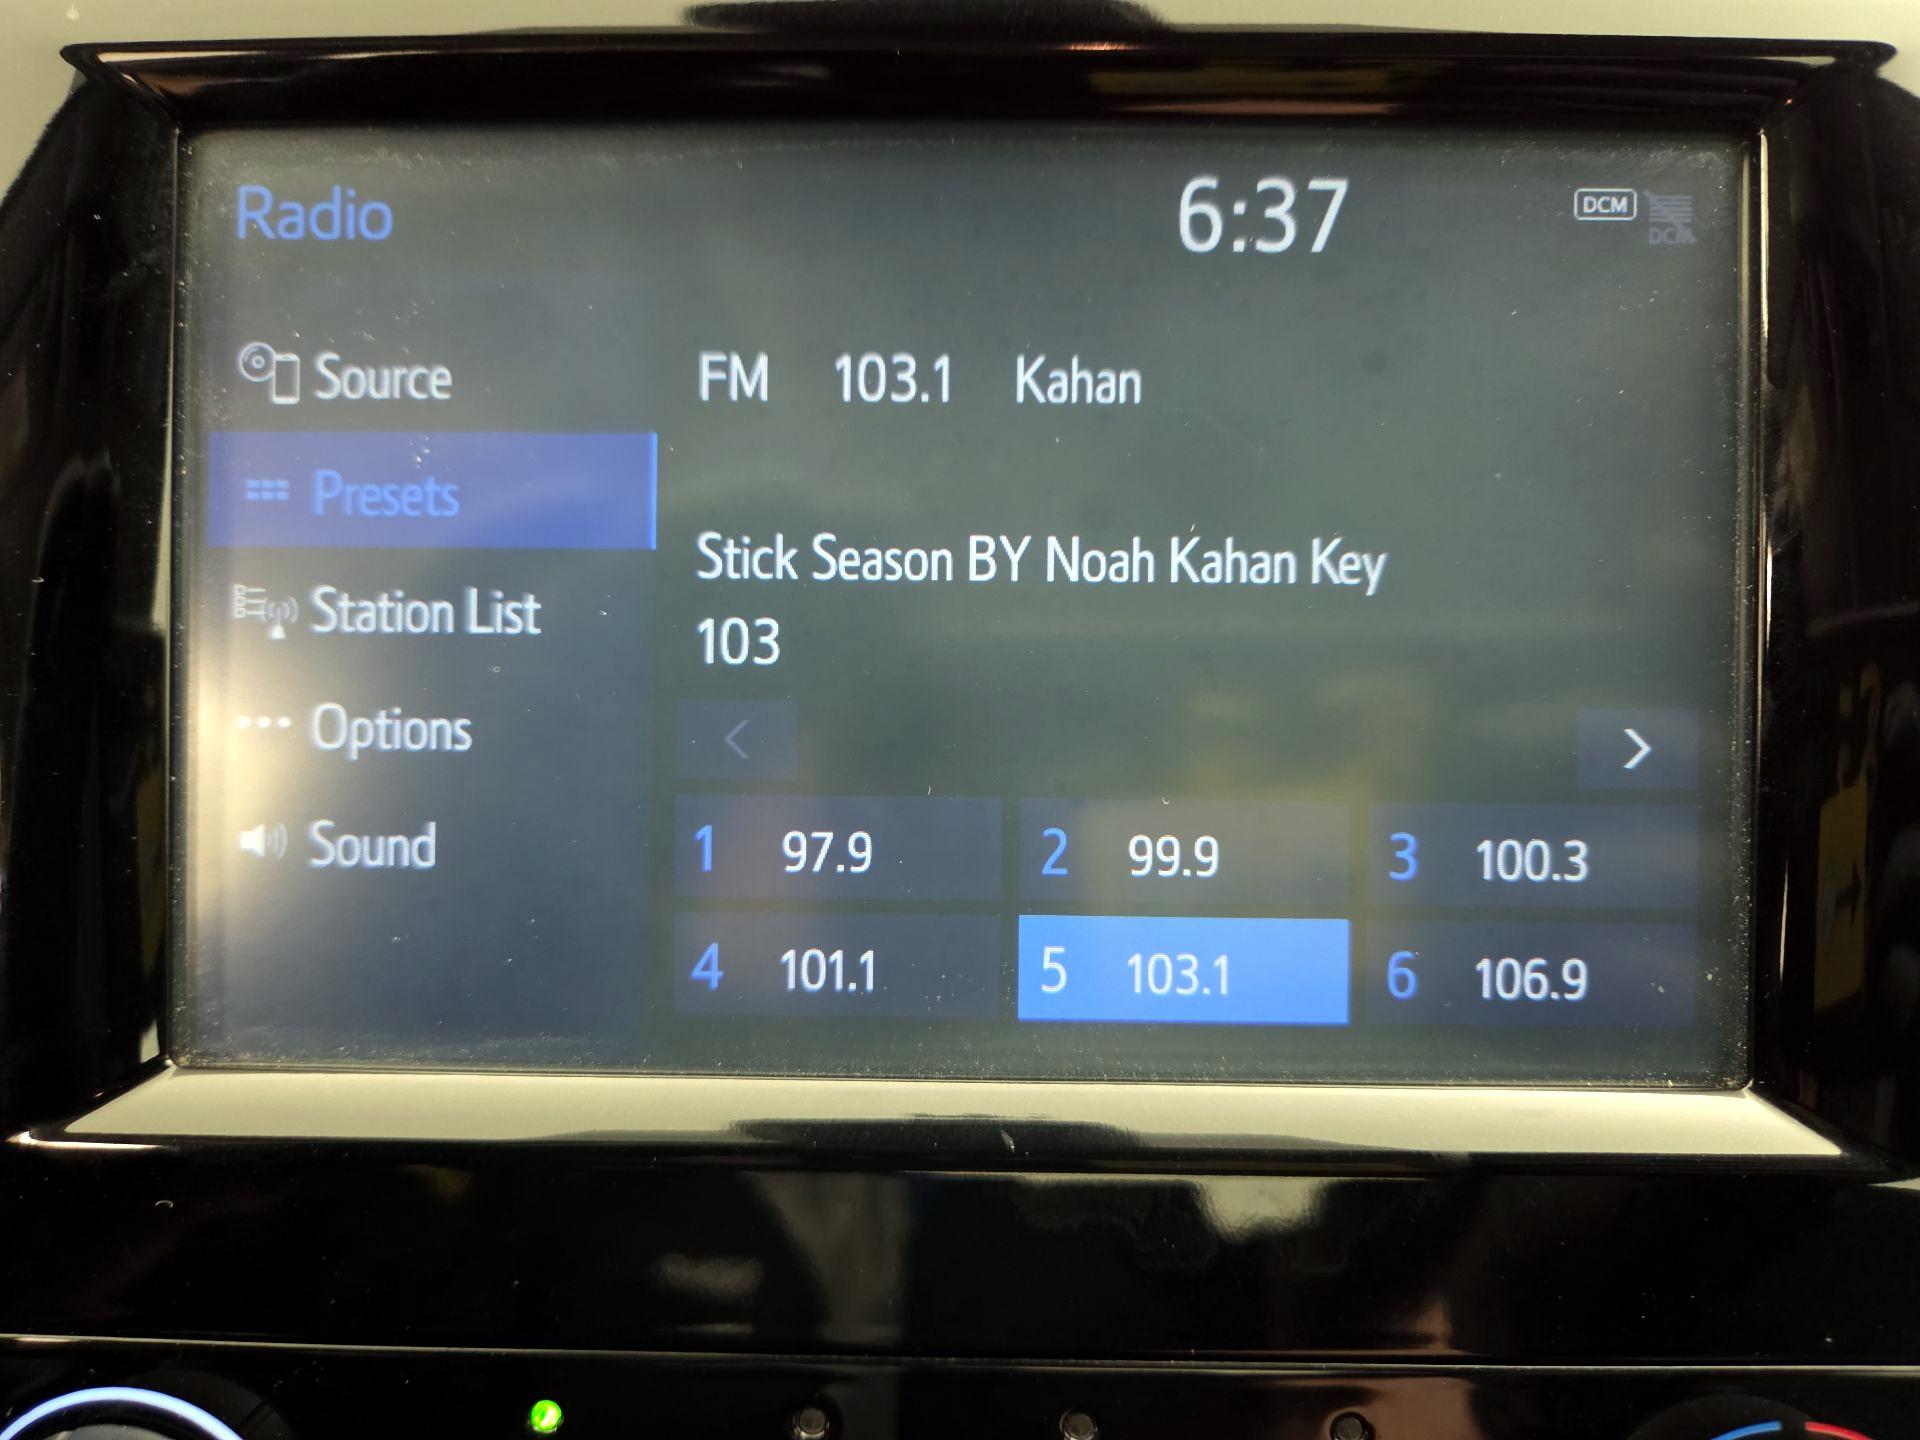 Radio
6:37
DCM
DCM
Source
FM 103.1 Kahan
Presets
Stick Season BY Noah Kahan Key
103
Station List
Options
<
>
Sound
1 97.9
2 99.9
3 100.3
4 101.1
5 103.1
6 106.9